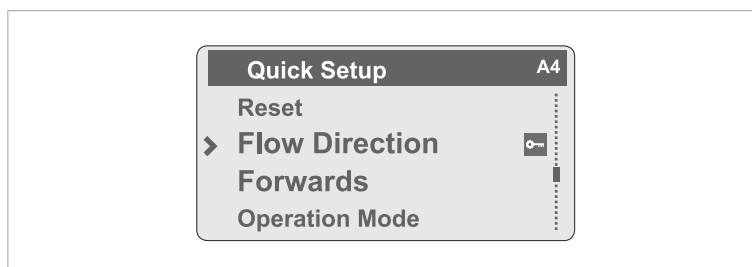 Quick Setup A4
Reset
Flow Direction
Forwards
Operation Mode